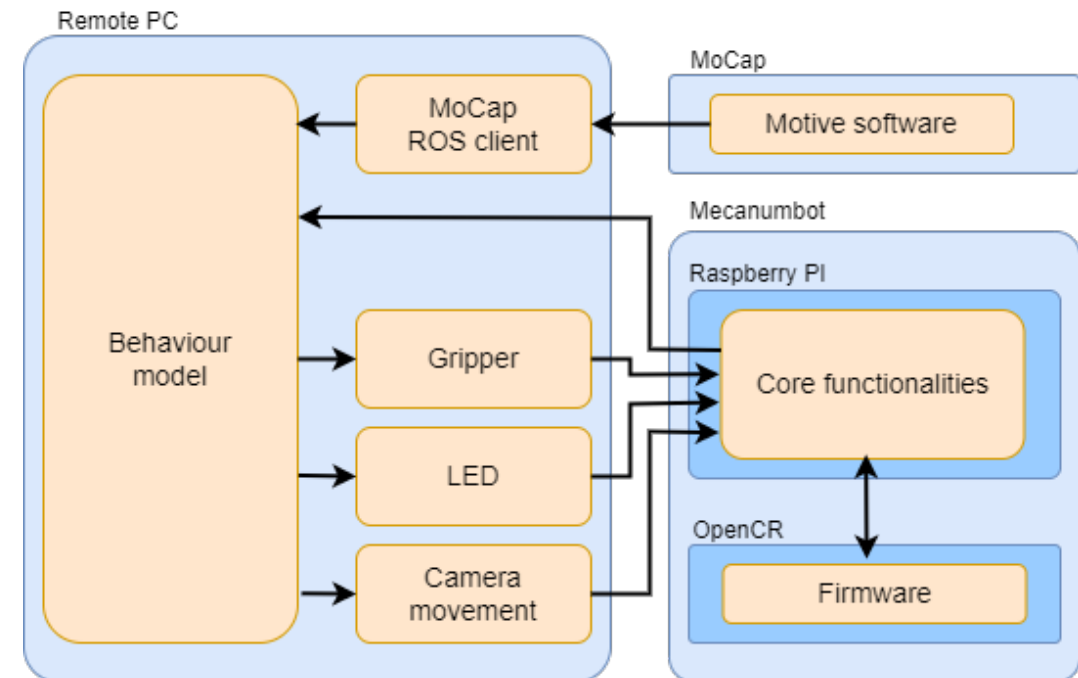 Remote PC
MoCap
ROS client
Behaviour
model
Gripper
LED
Camera
movement
MoCap
Motive software
Mecanumbot
Raspberry PI
Core functionalities
OpenCR
Firmware